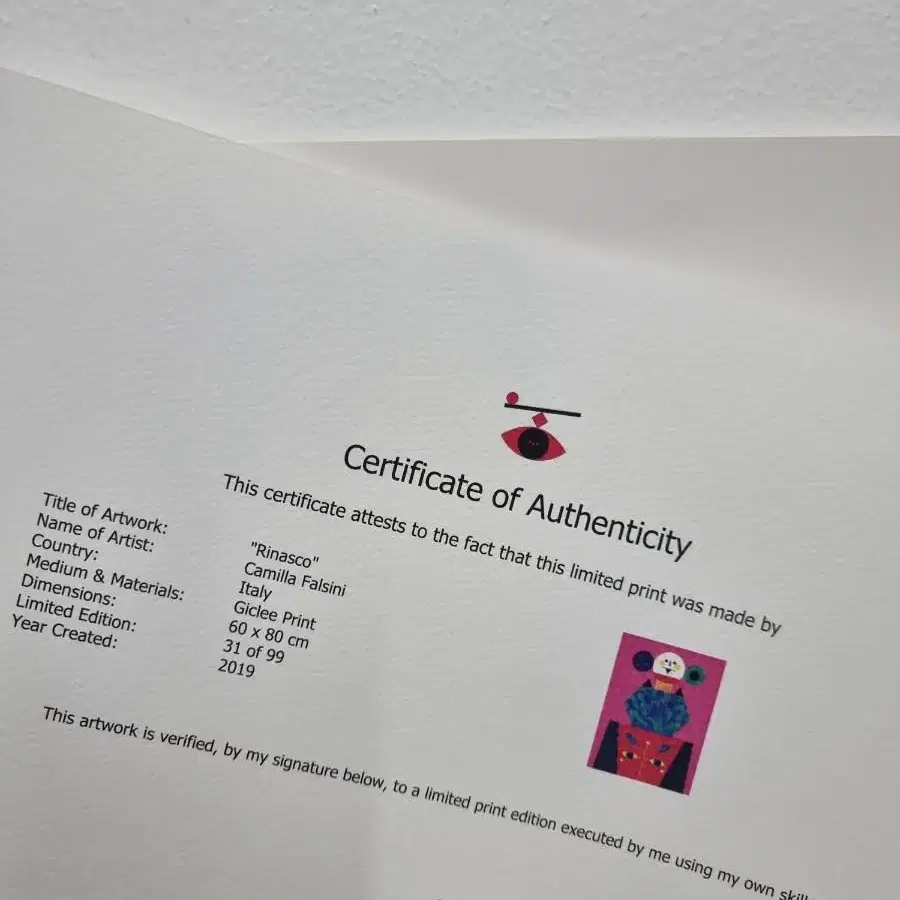 Certificate of Authenticity
This certificate attests to the fact that this limited print was made by
Title of Artwork: "Rinasco"
Name of Artist: Camilla Falsini
Country: Italy
Medium & Materials: Giclee Print
Dimensions: 60 x 80 cm
Limited Edition: 31 of 99
Year Created: 2019
This artwork is verified, by my signature below, to a limited print edition executed by me using my own